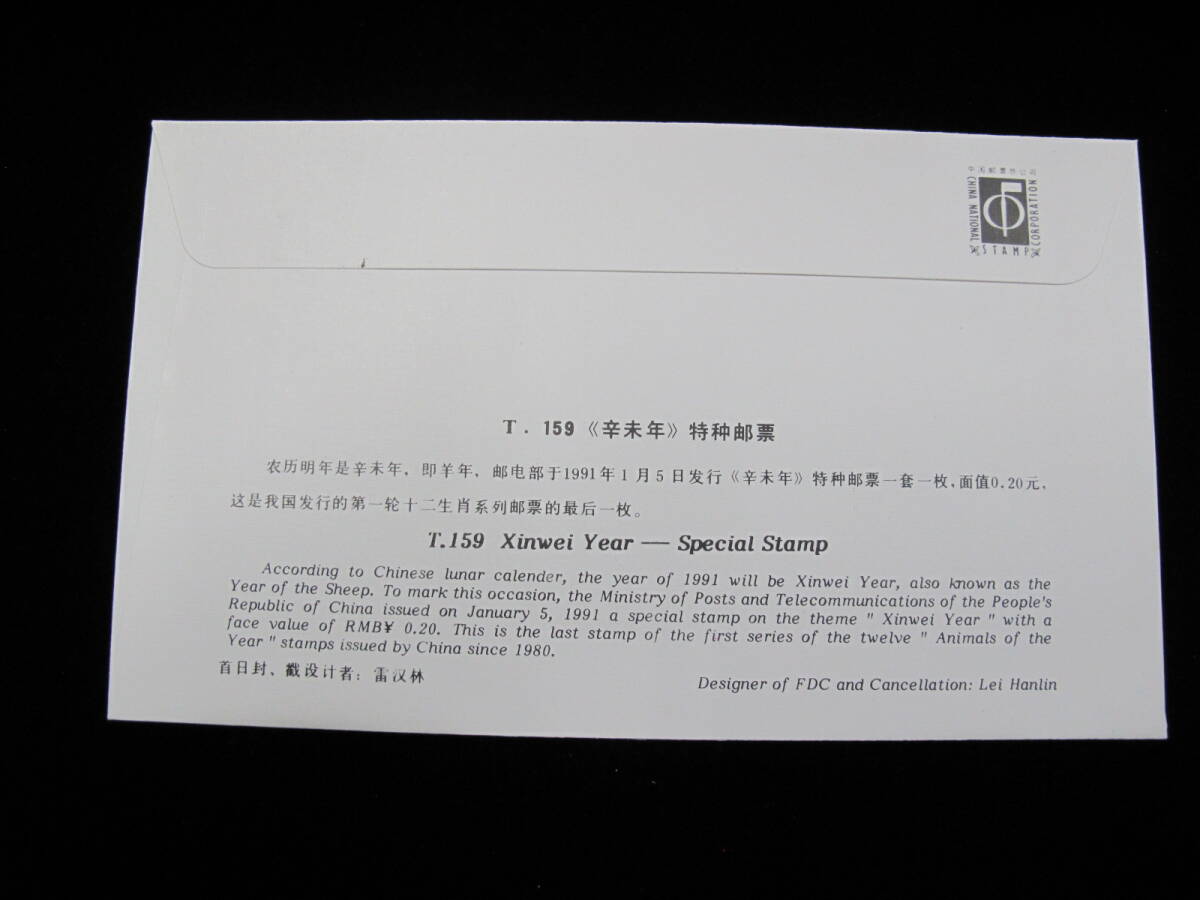 中国邮票总公司
CHINA NATIONAL
STAMP
CORPORATION
T. 159《辛未年》特种邮票
农历明年是辛未年，即羊年，邮电部于1991年1月5日发行《辛未年》特种邮票一套一枚，面值0.20元，
这是我国发行的第一轮十二生肖系列邮票的最后一枚。
T.159 Xinwei Year — Special Stamp
According to Chinese lunar calender, the year of 1991 will be Xinwei Year, also known as the
Year of the Sheep. To mark this occasion, the Ministry of Posts and Telecommunications of the People's
Republic of China issued on January 5, 1991 a special stamp on the theme " Xinwei Year " with a
face value of RMB¥ 0.20. This is the last stamp of the first series of the twelve " Animals of the
Year " stamps issued by China since 1980.
首日封、戳设计者：雷汉林
Designer of FDC and Cancellation: Lei Hanlin